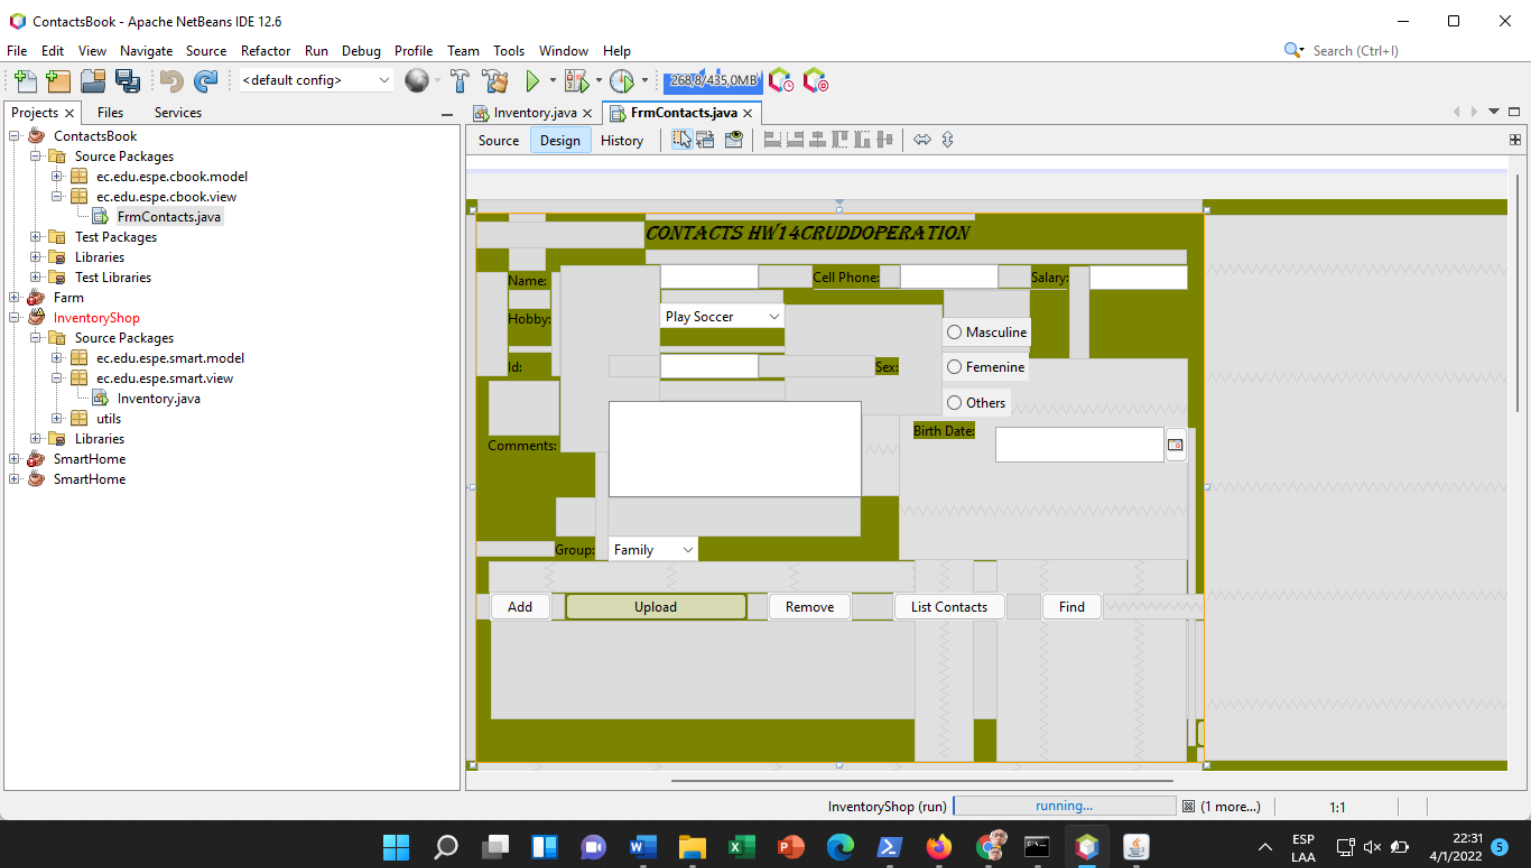 ContactsBook - Apache NetBeans IDE 12.6
File Edit View Navigate Source Refactor Run Debug Profile Team Tools Window Help
Search (Ctrl+I)
<default config>
268,8/435,0MB
Projects Files Services
Inventory.java FrmContacts.java
Source Design History
ContactsBook
Source Packages
ec.edu.espe.cbook.model
ec.edu.espe.cbook.view
FrmContacts.java
Test Packages
Libraries
Test Libraries
Farm
InventoryShop
Source Packages
ec.edu.espe.smart.model
ec.edu.espe.smart.view
Inventory.java
utils
Libraries
SmartHome
SmartHome
CONTACTS HW14CRUDDOPERATION
Name: Cell Phone: Salary:
Hobby: Play Soccer Masculine
Id: Sex: Femenine
Others
Birth Date:
Comments:
Group: Family
Add Upload Remove List Contacts Find
InventoryShop (run) running... (1 more...) 1:1
ESP
LAA
22:31
4/1/2022
5